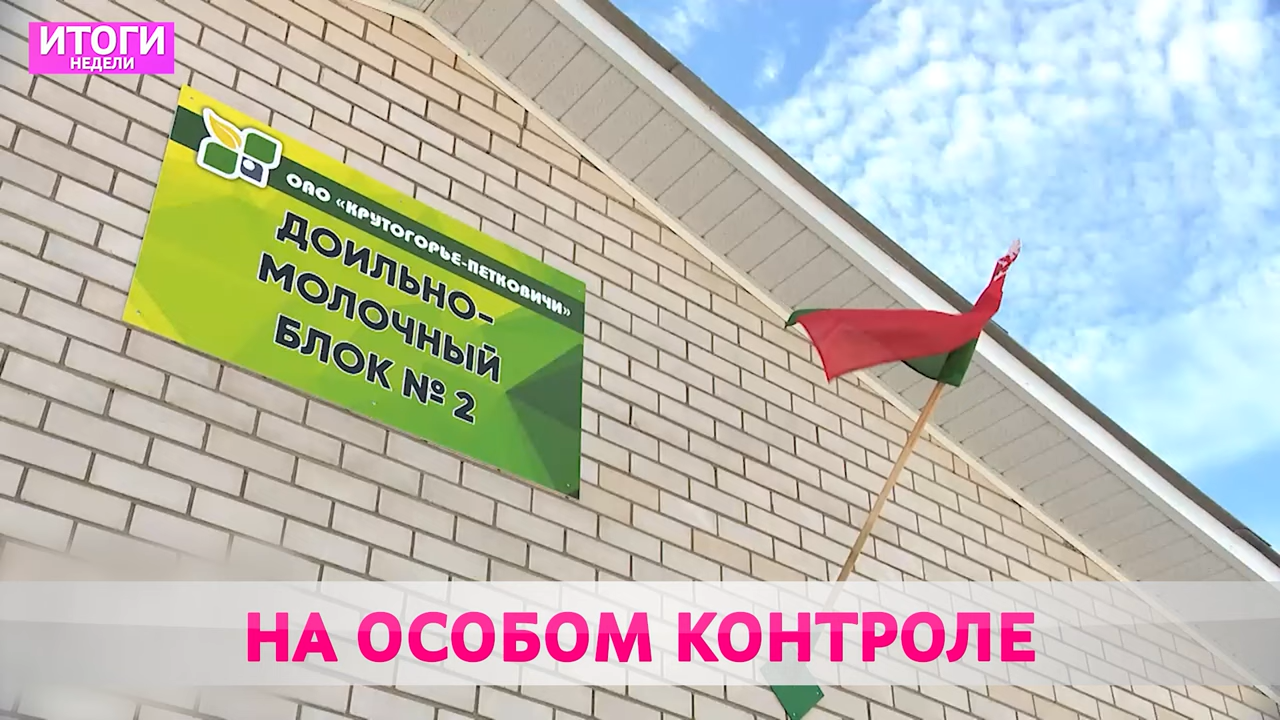 ИТОГИ
НЕДЕЛИ
ОАО «КРУТОГОРЬЕ-ПЕТКОВИЧИ»
ДОИЛЬНО-
МОЛОЧНЫЙ
БЛОК № 2
НА ОСОБОМ КОНТРОЛЕ